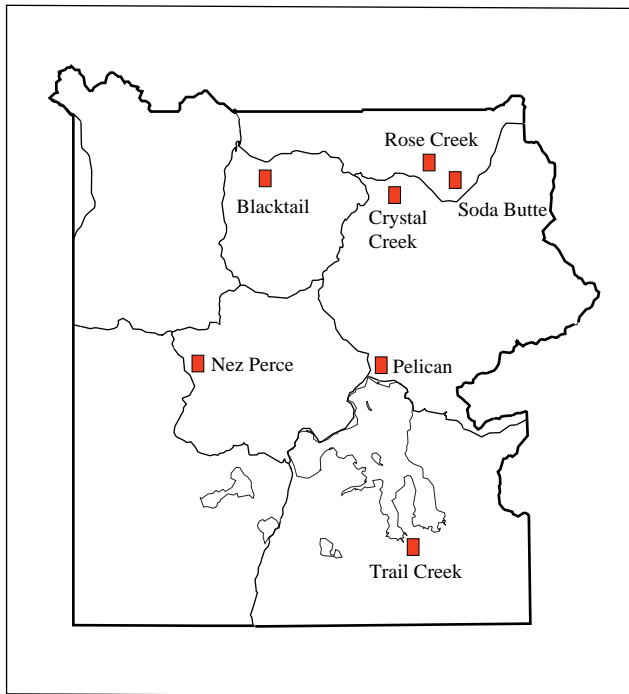 Rose Creek
Blacktail
Crystal
Creek
Soda Butte
Nez Perce
Pelican
Trail Creek